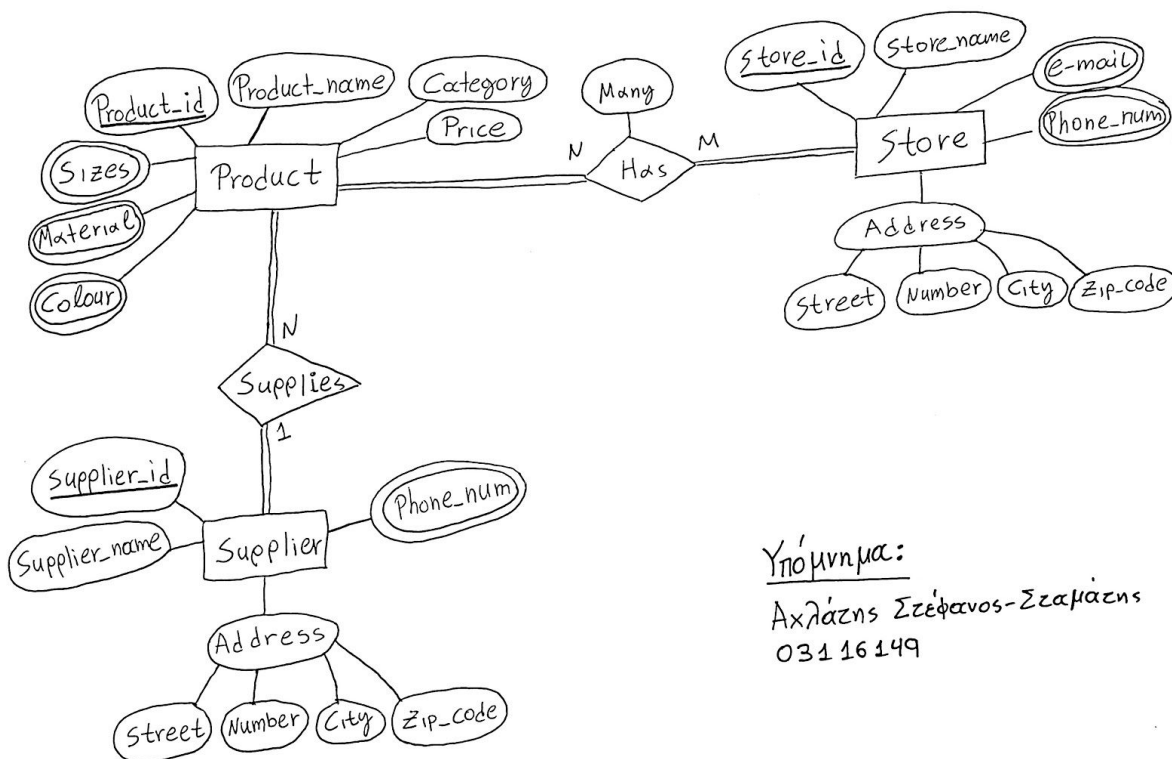 Product_id
Product_name
Category
Price
Sizes
Material
Colour
Product
N
Many
Has
M
Store_id
Store_name
e-mail
Phone_num
Store
Address
Street
Number
City
Zip_code
N
Supplies
1
Supplier_id
Supplier_name
Phone_num
Supplier
Address
Street
Number
City
Zip_code
Υπόμνημα:
Αχλάτης Στέφανος-Σταμάτης
03116149